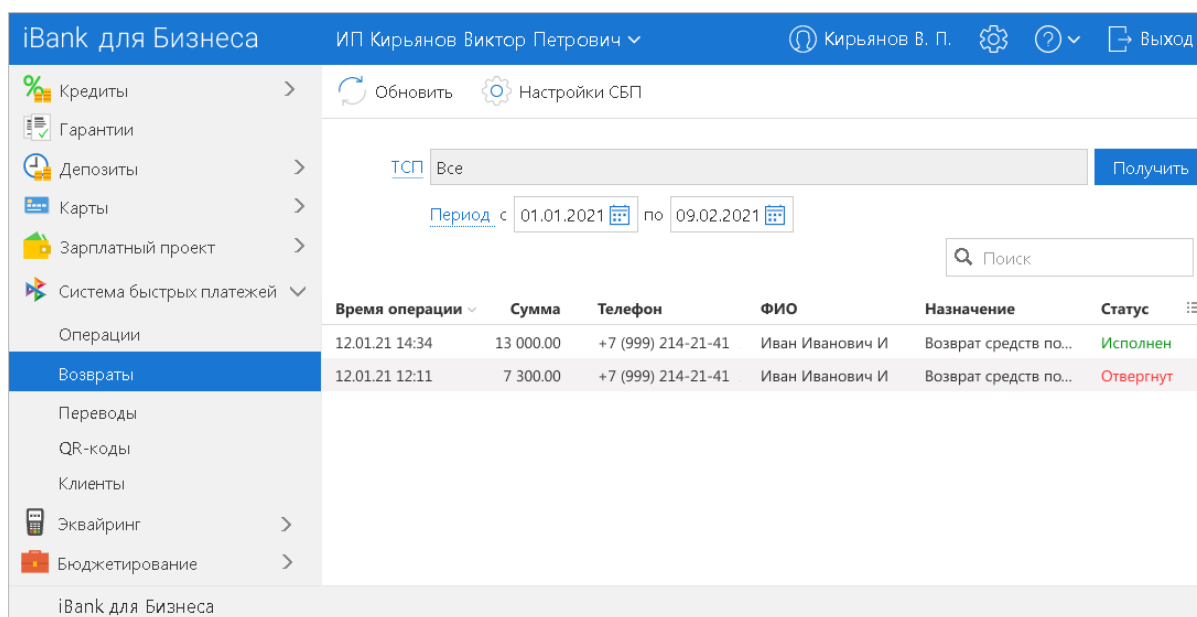 iBank для Бизнеса
ИП Кирьянов Виктор Петрович
Кирьянов В. П.
Выход
Кредиты
Гарантии
Депозиты
Карты
Зарплатный проект
Система быстрых платежей
Операции
Возвраты
Переводы
QR-коды
Клиенты
Эквайринг
Бюджетирование
Обновить Настройки СБП
ТСП Все Получить
Период с 01.01.2021 по 09.02.2021
Поиск
Время операции Сумма Телефон ФИО Назначение Статус
12.01.21 14:34 13 000.00 +7 (999) 214-21-41 Иван Иванович И Возврат средств по... Исполнен
12.01.21 12:11 7 300.00 +7 (999) 214-21-41 Иван Иванович И Возврат средств по... Отвергнут
iBank для Бизнеса